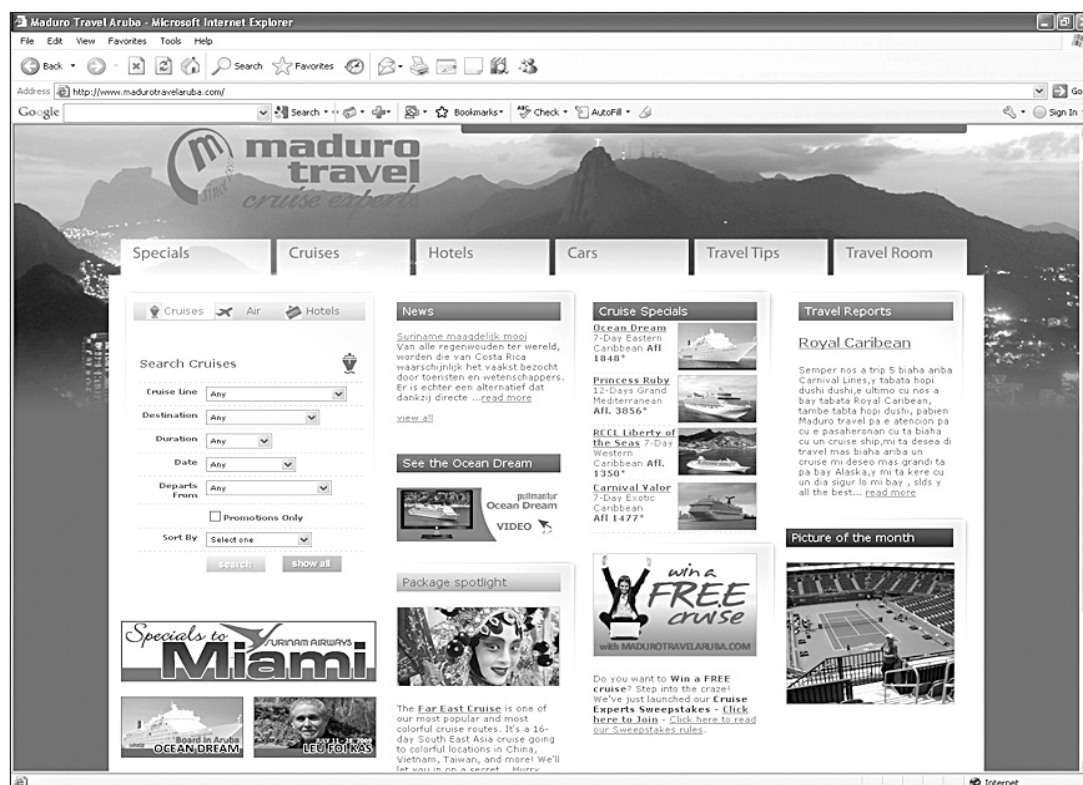 Maduro Travel Aruba - Microsoft Internet Explorer
File Edit View Favorites Tools Help
Back Search Favorites
Address http://www.madurotravelaruba.com/ Go
Google Search Bookmarks Check AutoFill Sign In
m
since
maduro
travel
cruise experts
Specials Cruises Hotels Cars Travel Tips Travel Room
Cruises Air Hotels
Search Cruises
Cruise Line Any
Destination Any
Duration Any
Date Any
Departs
From Any
Promotions Only
Sort By Select one
search show all
Specials to
SURINAM AIRWAYS
Miami
Board in Aruba
OCEAN DREAM
LEU FOI KAS
News
Suriname maagdelijk mooi
Van alle regenwouden ter wereld,
worden die van Costa Rica
waarschijnlijk het vaakst bezocht
door toeristen en wetenschappers.
Er is echter een alternatief dat
dankzij directe ...read more
view all
See the Ocean Dream
pullmantur
Ocean Dream
VIDEO
Package spotlight
The Far East Cruise is one of
our most popular and most
colorful cruise routes. It's a 16-
day South East Asia cruise going
to colorful locations in China,
Vietnam, Taiwan, and more! We'll
let you in on a secret... Hurry
Cruise Specials
Ocean Dream
7-Day Eastern
Caribbean Afl
1848*
Princess Ruby
12-Days Grand
Mediterranean
Afl. 3856*
RCCL Liberty of
the Seas 7-Day
Western
Caribbean Afl.
1350*
Carnival Valor
7-Day Exotic
Caribbean
Afl 1477*
win a
FREE
cruise
with MADUROTRAVELARUBA.COM
Do you want to Win a FREE
cruise? Step into the craze!
We've just launched our Cruise
Experts Sweepstakes - Click
here to Join - Click here to read
our Sweepstakes rules.
Travel Reports
Royal Caribean
Semper nos a trip 5 biaha ariba
Carnival Lines,y tabata hopi
dushi dushi,e ultimo cu nos a
bay tabata Royal Caribean,
tambe tabta hopi dushi, pabien
Maduro travel pa e atencion pa
cu e pasaheronan cu ta biaha
cu un cruise ship,mi ta desea di
travel mas biaha ariba un
cruise mi deseo mas grandi ta
pa bay Alaska,y mi ta kere cu
un dia sigur lo mi bay , slds y
all the best... read more
Picture of the month
Internet